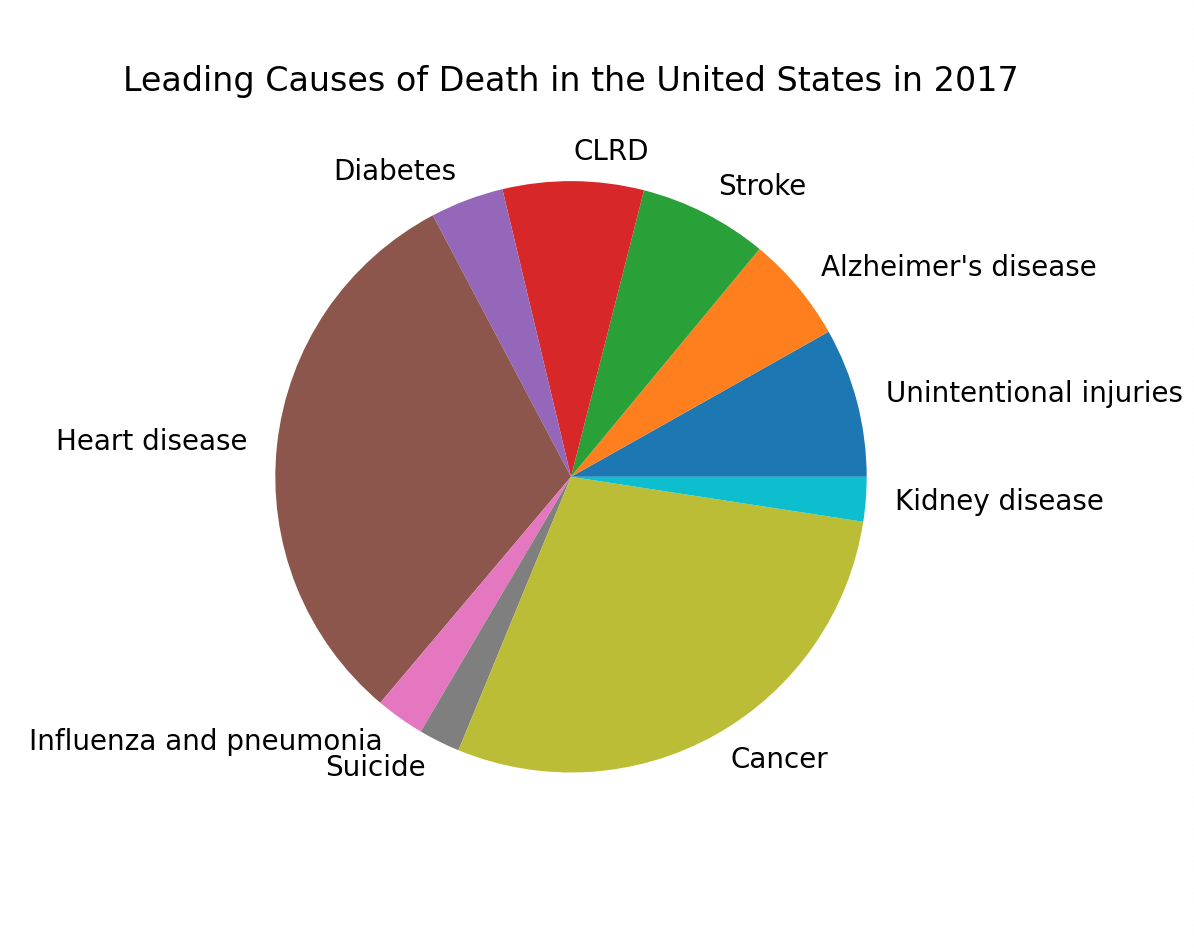 Leading Causes of Death in the United States in 2017
CLRD
Diabetes
Stroke
Alzheimer's disease
Unintentional injuries
Heart disease
Kidney disease
Influenza and pneumonia
Suicide
Cancer